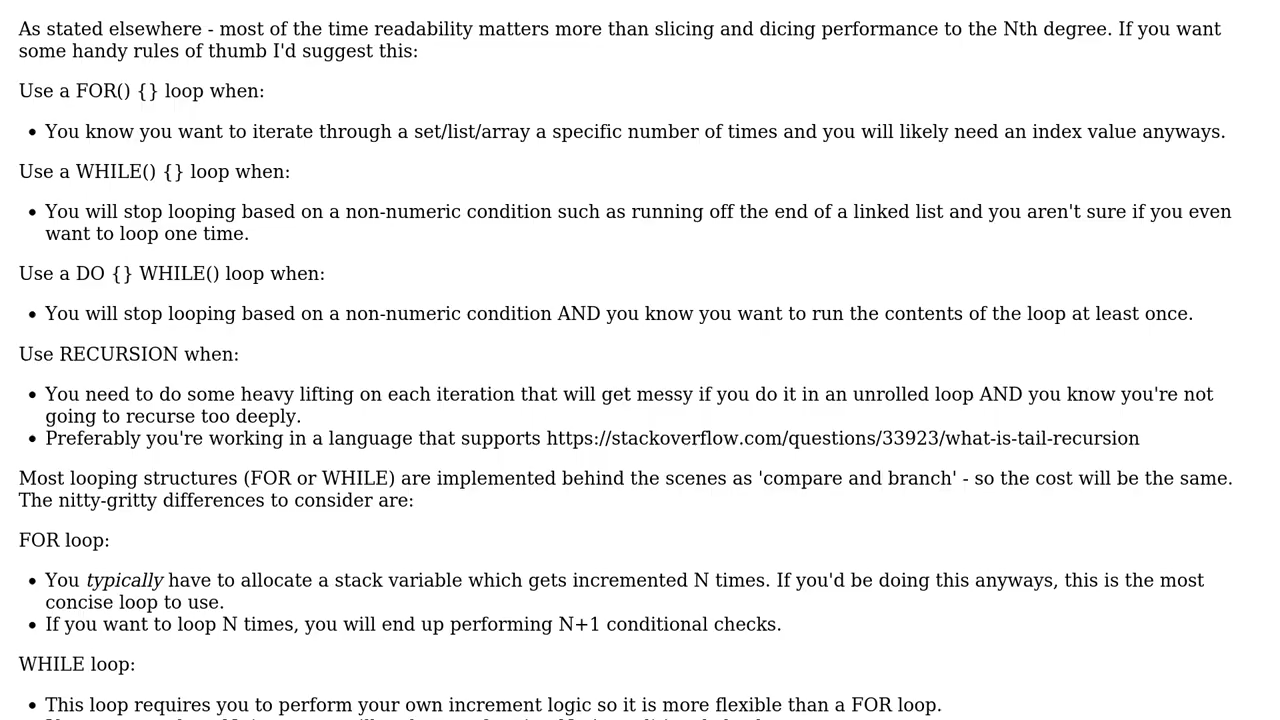 As stated elsewhere - most of the time readability matters more than slicing and dicing performance to the Nth degree. If you want
some handy rules of thumb I'd suggest this:
Use a FOR() {} loop when:
• You know you want to iterate through a set/list/array a specific number of times and you will likely need an index value anyways.
Use a WHILE() {} loop when:
• You will stop looping based on a non-numeric condition such as running off the end of a linked list and you aren't sure if you even
want to loop one time.
Use a DO {} WHILE() loop when:
• You will stop looping based on a non-numeric condition AND you know you want to run the contents of the loop at least once.
Use RECURSION when:
• You need to do some heavy lifting on each iteration that will get messy if you do it in an unrolled loop AND you know you're not
going to recurse too deeply.
• Preferably you're working in a language that supports https://stackoverflow.com/questions/33923/what-is-tail-recursion
Most looping structures (FOR or WHILE) are implemented behind the scenes as 'compare and branch' - so the cost will be the same.
The nitty-gritty differences to consider are:
FOR loop:
• You typically have to allocate a stack variable which gets incremented N times. If you'd be doing this anyways, this is the most
concise loop to use.
• If you want to loop N times, you will end up performing N+1 conditional checks.
WHILE loop:
• This loop requires you to perform your own increment logic so it is more flexible than a FOR loop.